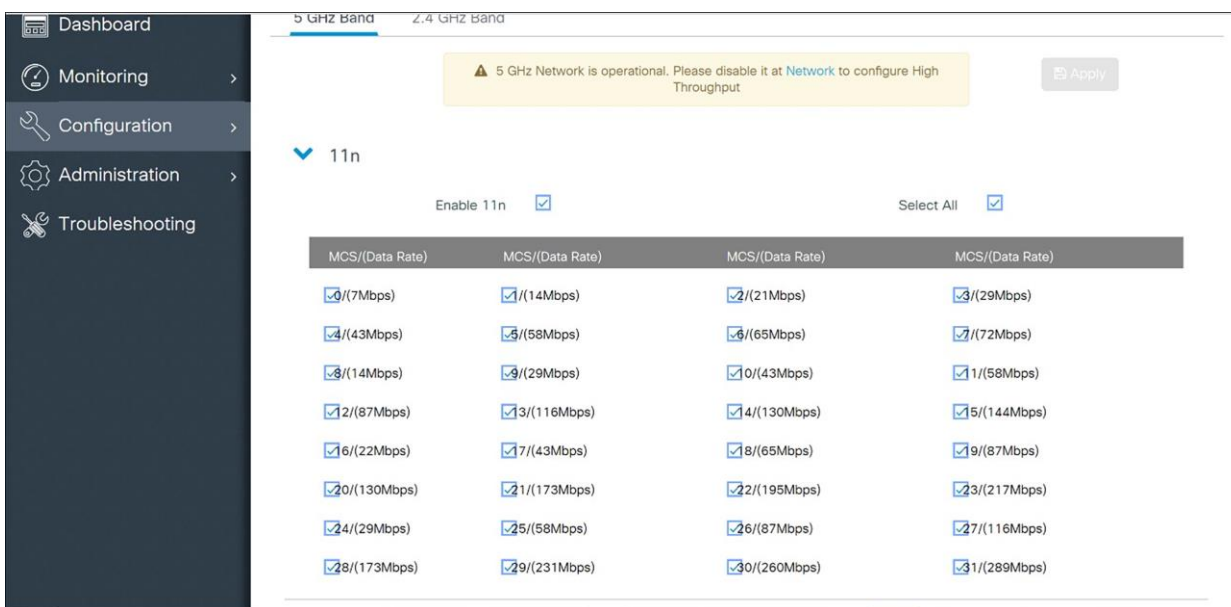 Dashboard
Monitoring
Configuration
Administration
Troubleshooting
5 GHz Band 2.4 GHz Band
5 GHz Network is operational. Please disable it at Network to configure High
Throughput
Apply
11n
Enable 11n Select All
MCS/(Data Rate) MCS/(Data Rate) MCS/(Data Rate) MCS/(Data Rate)
0/(7Mbps) 1/(14Mbps) 2/(21Mbps) 3/(29Mbps)
4/(43Mbps) 5/(58Mbps) 6/(65Mbps) 7/(72Mbps)
8/(14Mbps) 9/(29Mbps) 10/(43Mbps) 11/(58Mbps)
12/(87Mbps) 13/(116Mbps) 14/(130Mbps) 15/(144Mbps)
16/(22Mbps) 17/(43Mbps) 18/(65Mbps) 19/(87Mbps)
20/(130Mbps) 21/(173Mbps) 22/(195Mbps) 23/(217Mbps)
24/(29Mbps) 25/(58Mbps) 26/(87Mbps) 27/(116Mbps)
28/(173Mbps) 29/(231Mbps) 30/(260Mbps) 31/(289Mbps)